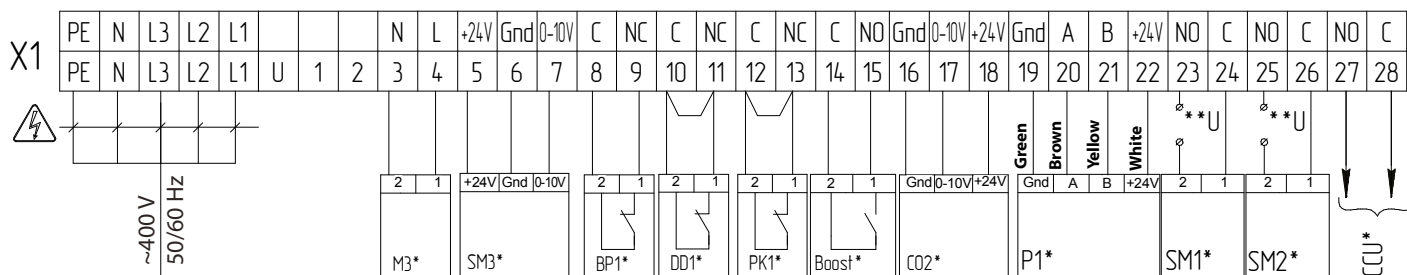 X1
PE N L3 L2 L1 N L +24V Gnd 0-10V C NC C NC C NC C NO Gnd 0-10V +24V Gnd A B +24V NO C NO C NO C
PE N L3 L2 L1 U 1 2 3 4 5 6 7 8 9 10 11 12 13 14 15 16 17 18 19 20 21 22 23 24 25 26 27 28
**U **U
Green Brown Yellow White
~400 V
50/60 Hz
2 1 +24V Gnd 0-10V 2 1 2 1 2 1 2 1 Gnd 0-10V +24V Gnd A B +24V 2 1 2 1
M3* SM3* BP1* DD1* PK1* Boost* CO2* P1* SM1* SM2* CCU*